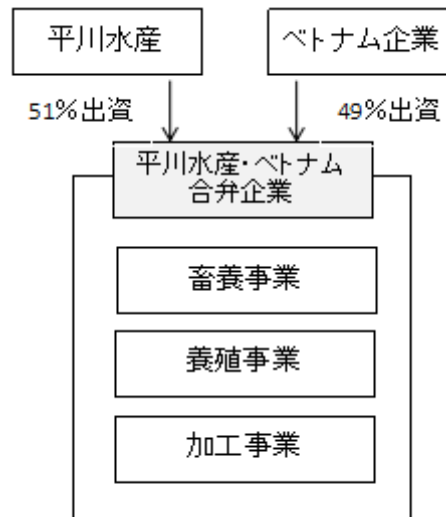 平川水産
ベトナム企業
51%出資
49%出資
平川水産・ベトナム
合弁企業
畜養事業
養殖事業
加工事業